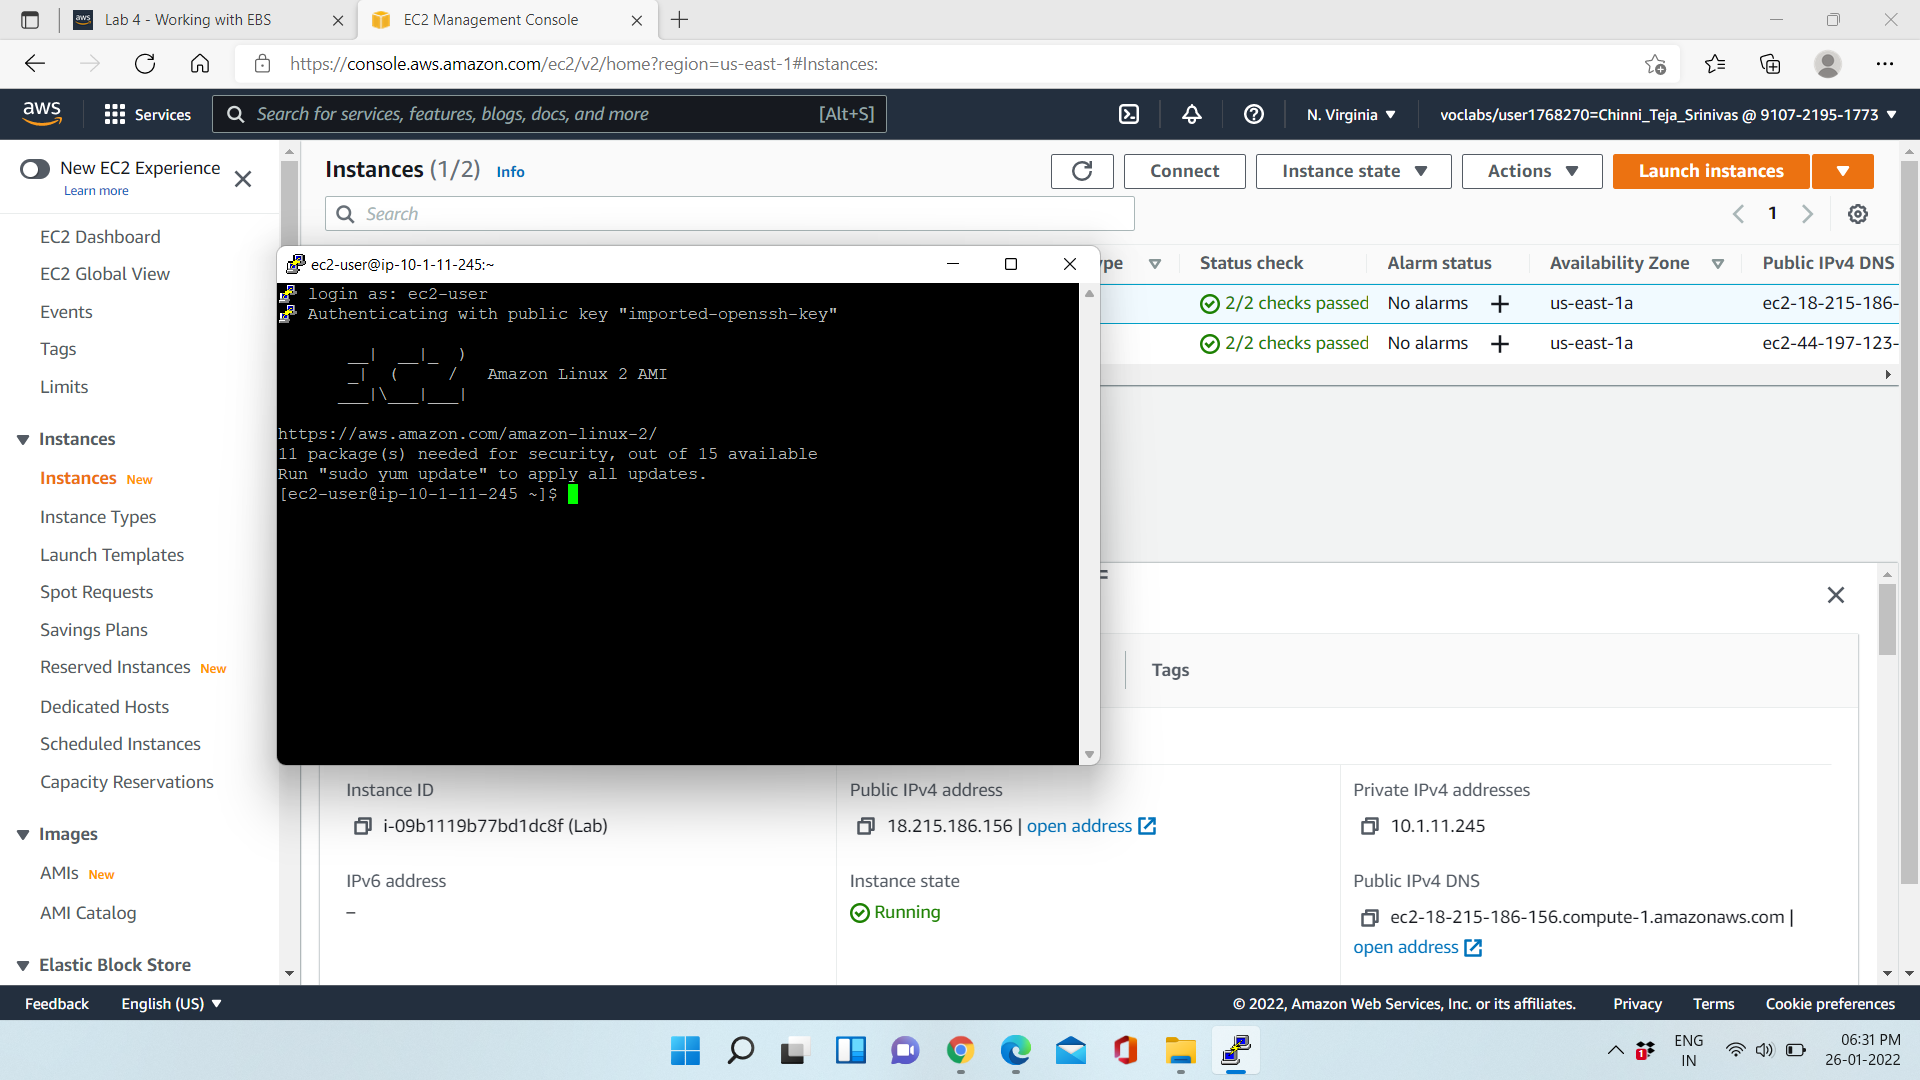 Lab 4 - Working with EBS
EC2 Management Console
https://console.aws.amazon.com/ec2/v2/home?region=us-east-1#Instances:
aws
Services
Search for services, features, blogs, docs, and more
[Alt+S]
N. Virginia
voclabs/user1768270=Chinni_Teja_Srinivas @ 9107-2195-1773
New EC2 Experience
Learn more
EC2 Dashboard
EC2 Global View
Events
Tags
Limits
Instances
Instances New
Instance Types
Launch Templates
Spot Requests
Savings Plans
Reserved Instances New
Dedicated Hosts
Scheduled Instances
Capacity Reservations
Images
AMIs New
AMI Catalog
Elastic Block Store
Instances (1/2) Info
Connect
Instance state
Actions
Launch instances
Search
1
ype
Status check
Alarm status
Availability Zone
Public IPv4 DNS
2/2 checks passed No alarms + us-east-1a ec2-18-215-186-
2/2 checks passed No alarms + us-east-1a ec2-44-197-123-
ec2-user@ip-10-1-11-245:~
login as: ec2-user
Authenticating with public key "imported-openssh-key"
__| __|_ )
_| ( / Amazon Linux 2 AMI
___|\___|___|
https://aws.amazon.com/amazon-linux-2/
11 package(s) needed for security, out of 15 available
Run "sudo yum update" to apply all updates.
[ec2-user@ip-10-1-11-245 ~]$
Tags
Instance ID
i-09b1119b77bd1dc8f (Lab)
Public IPv4 address
18.215.186.156 | open address
Private IPv4 addresses
10.1.11.245
IPv6 address
–
Instance state
Running
Public IPv4 DNS
ec2-18-215-186-156.compute-1.amazonaws.com |
open address
Feedback
English (US)
© 2022, Amazon Web Services, Inc. or its affiliates.
Privacy
Terms
Cookie preferences
1
ENG
IN
06:31 PM
26-01-2022